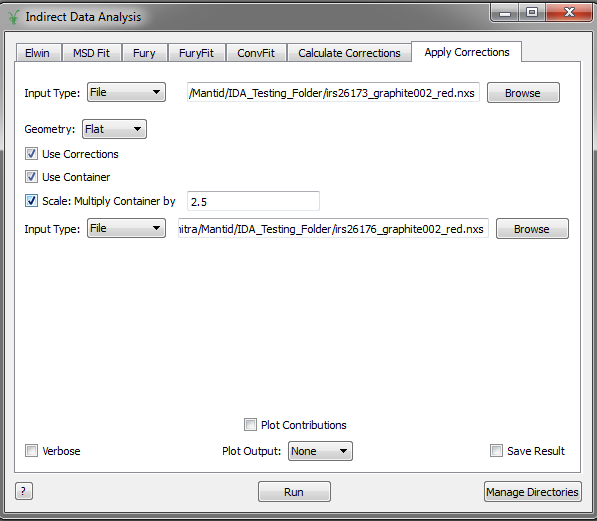 Indirect Data Analysis
Elwin MSD Fit Fury FuryFit ConvFit Calculate Corrections Apply Corrections
Input Type: File /Mantid/IDA_Testing_Folder/irs26173_graphite002_red.nxs Browse
Geometry: Flat
Use Corrections
Use Container
Scale: Multiply Container by 2.5
Input Type: File nitra/Mantid/IDA_Testing_Folder/irs26176_graphite002_red.nxs Browse
Plot Contributions
Verbose Plot Output: None Save Result
? Run Manage Directories